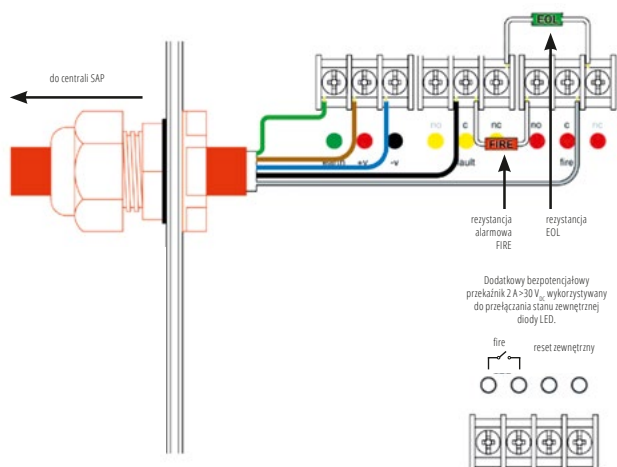 EOL
do centrali SAP
no
c
nc
no
c
nc
FIRE
+v
-v
fire
rezystancja
alarmowa
FIRE
rezystancja
EOL
Dodatkowy bezpotencjałowy
przekaźnik 2 A >30 V DC wykorzystywany
do przełączania stanu zewnętrznej
diody LED.
fire
reset zewnętrzny